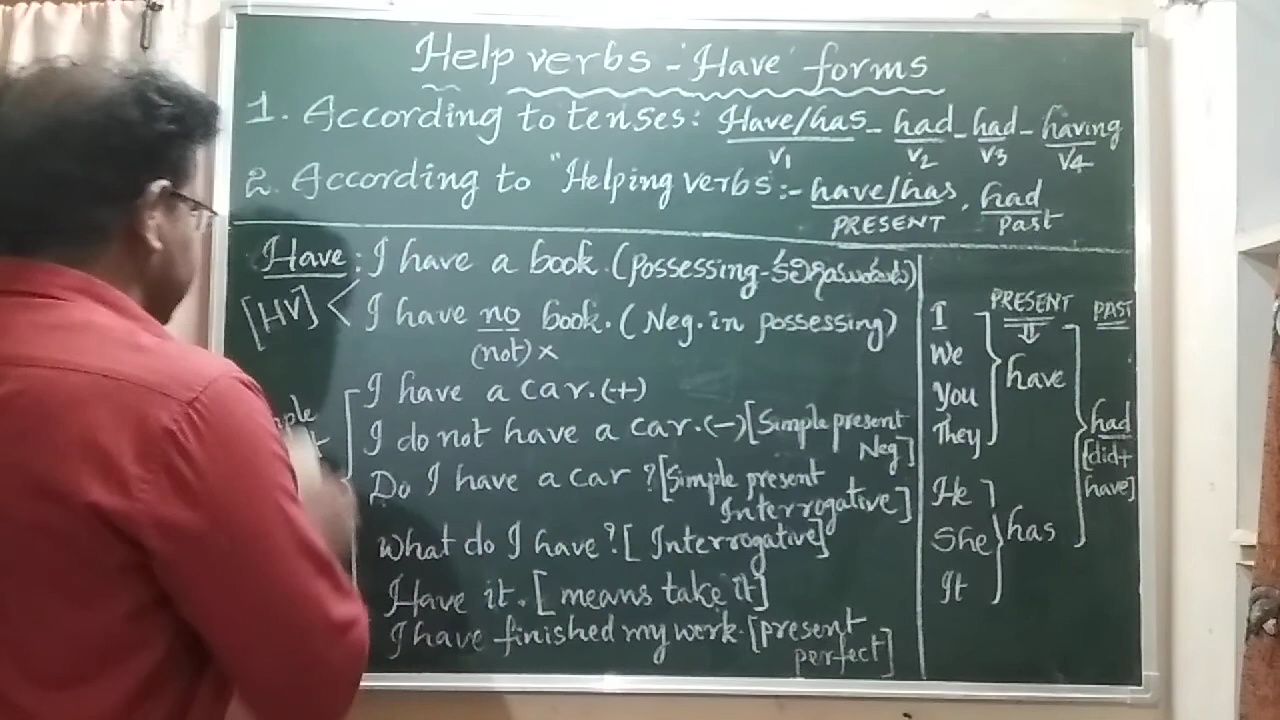 Help verbs - 'Have' forms
1. According to tenses: Have/has - had - had - having
V1 V2 V3 V4
2. According to "Helping verbs":- have/has, had
PRESENT past
Have: I have a book (possessing-కలిగియుండుట)
[HV] < I have no book. (Neg. in possessing)
(not) ×
I have a car. (+)
I do not have a car. (-) [Simple present
Neg]
Do I have a car ? [Simple present
Interrogative]
What do I have? [Interrogative]
Have it. [means take it]
I have finished my work. [present
perfect]
PRESENT PAST
⇓
I
We
have
You
They
had
[did+
have]
He
She
has
It